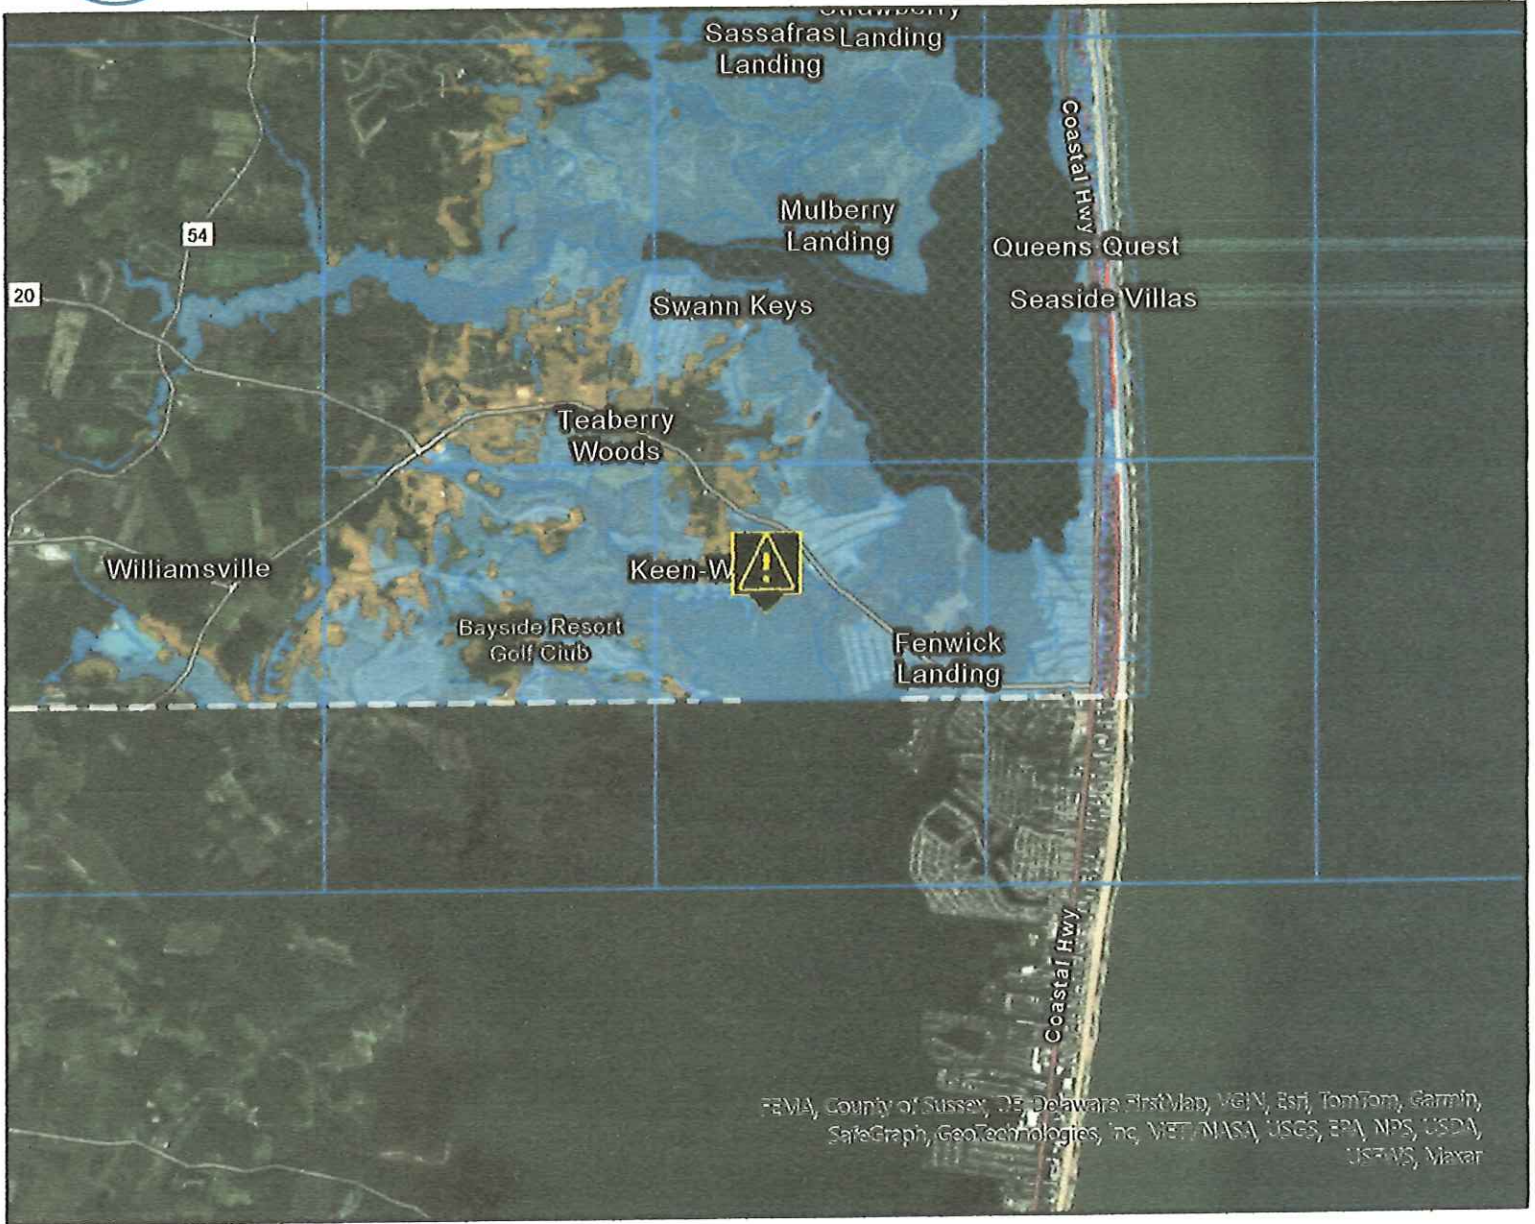 Sassafras
Landing
Landing
Coastal Hwy
Mulberry
Landing
54
Queens Quest
20
Swann Keys
Seaside Villas
Teaberry
Woods
Williamsville
Keen-W
Bayside Resort
Golf Club
Fenwick
Landing
Coastal Hwy
FEMA, County of Sussex, DE, Delaware FirstMap, VGIN, Esri, TomTom, Garmin,
SafeGraph, GeoTechnologies, Inc, METI/NASA, USGS, EPA, NPS, USDA,
USFWS, Maxar